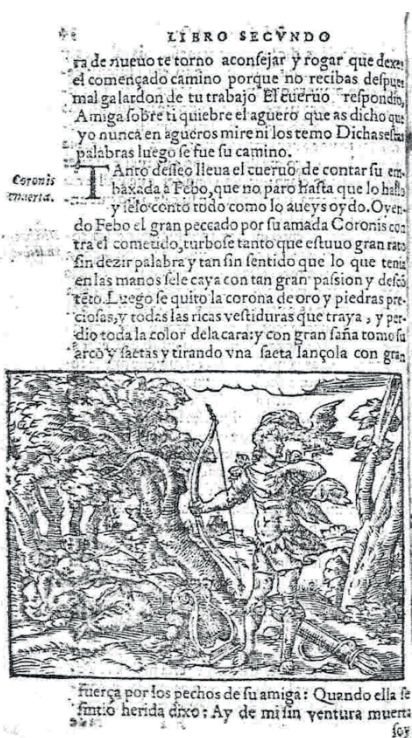 LIBRO SECVNDO
ra de nueuo te torno aconsejar y rogar que dexes
el començado camino porque no recibas despues
mal galardon de tu trabajo El cueruo respondio,
Amiga sobre ti quiebre el aguero que as dicho que
yo nunca en agueros mire ni los temo Dichas estas
palabras luego se fue su camino.
Coronis
muerta.
TAnto desseo lleua el cueruo de contar su em
baxada a Febo, que no paro hasta que lo hallo
y selo conto todo como lo aueys oydo. Oyen-
do Febo el gran peccado por su amada Coronis con
tra el cometido, turbose tanto que estuuo gran rato
sin dezir palabra y tan sin sentido que lo que tenia
en las manos sele caya con tan gran passion y descõ
tẽto. Luego se quito la corona de oro y piedras pre-
ciosas, y todas las ricas vestiduras que traya, y per-
dio toda la color dela cara: y con gran saña tomo su
arco y saetas y tirando vna saeta lançola con gran
fuerça por los pechos de su amiga: Quando ella se
sintio herida dixo: Ay de mi sin ventura muerta
soy